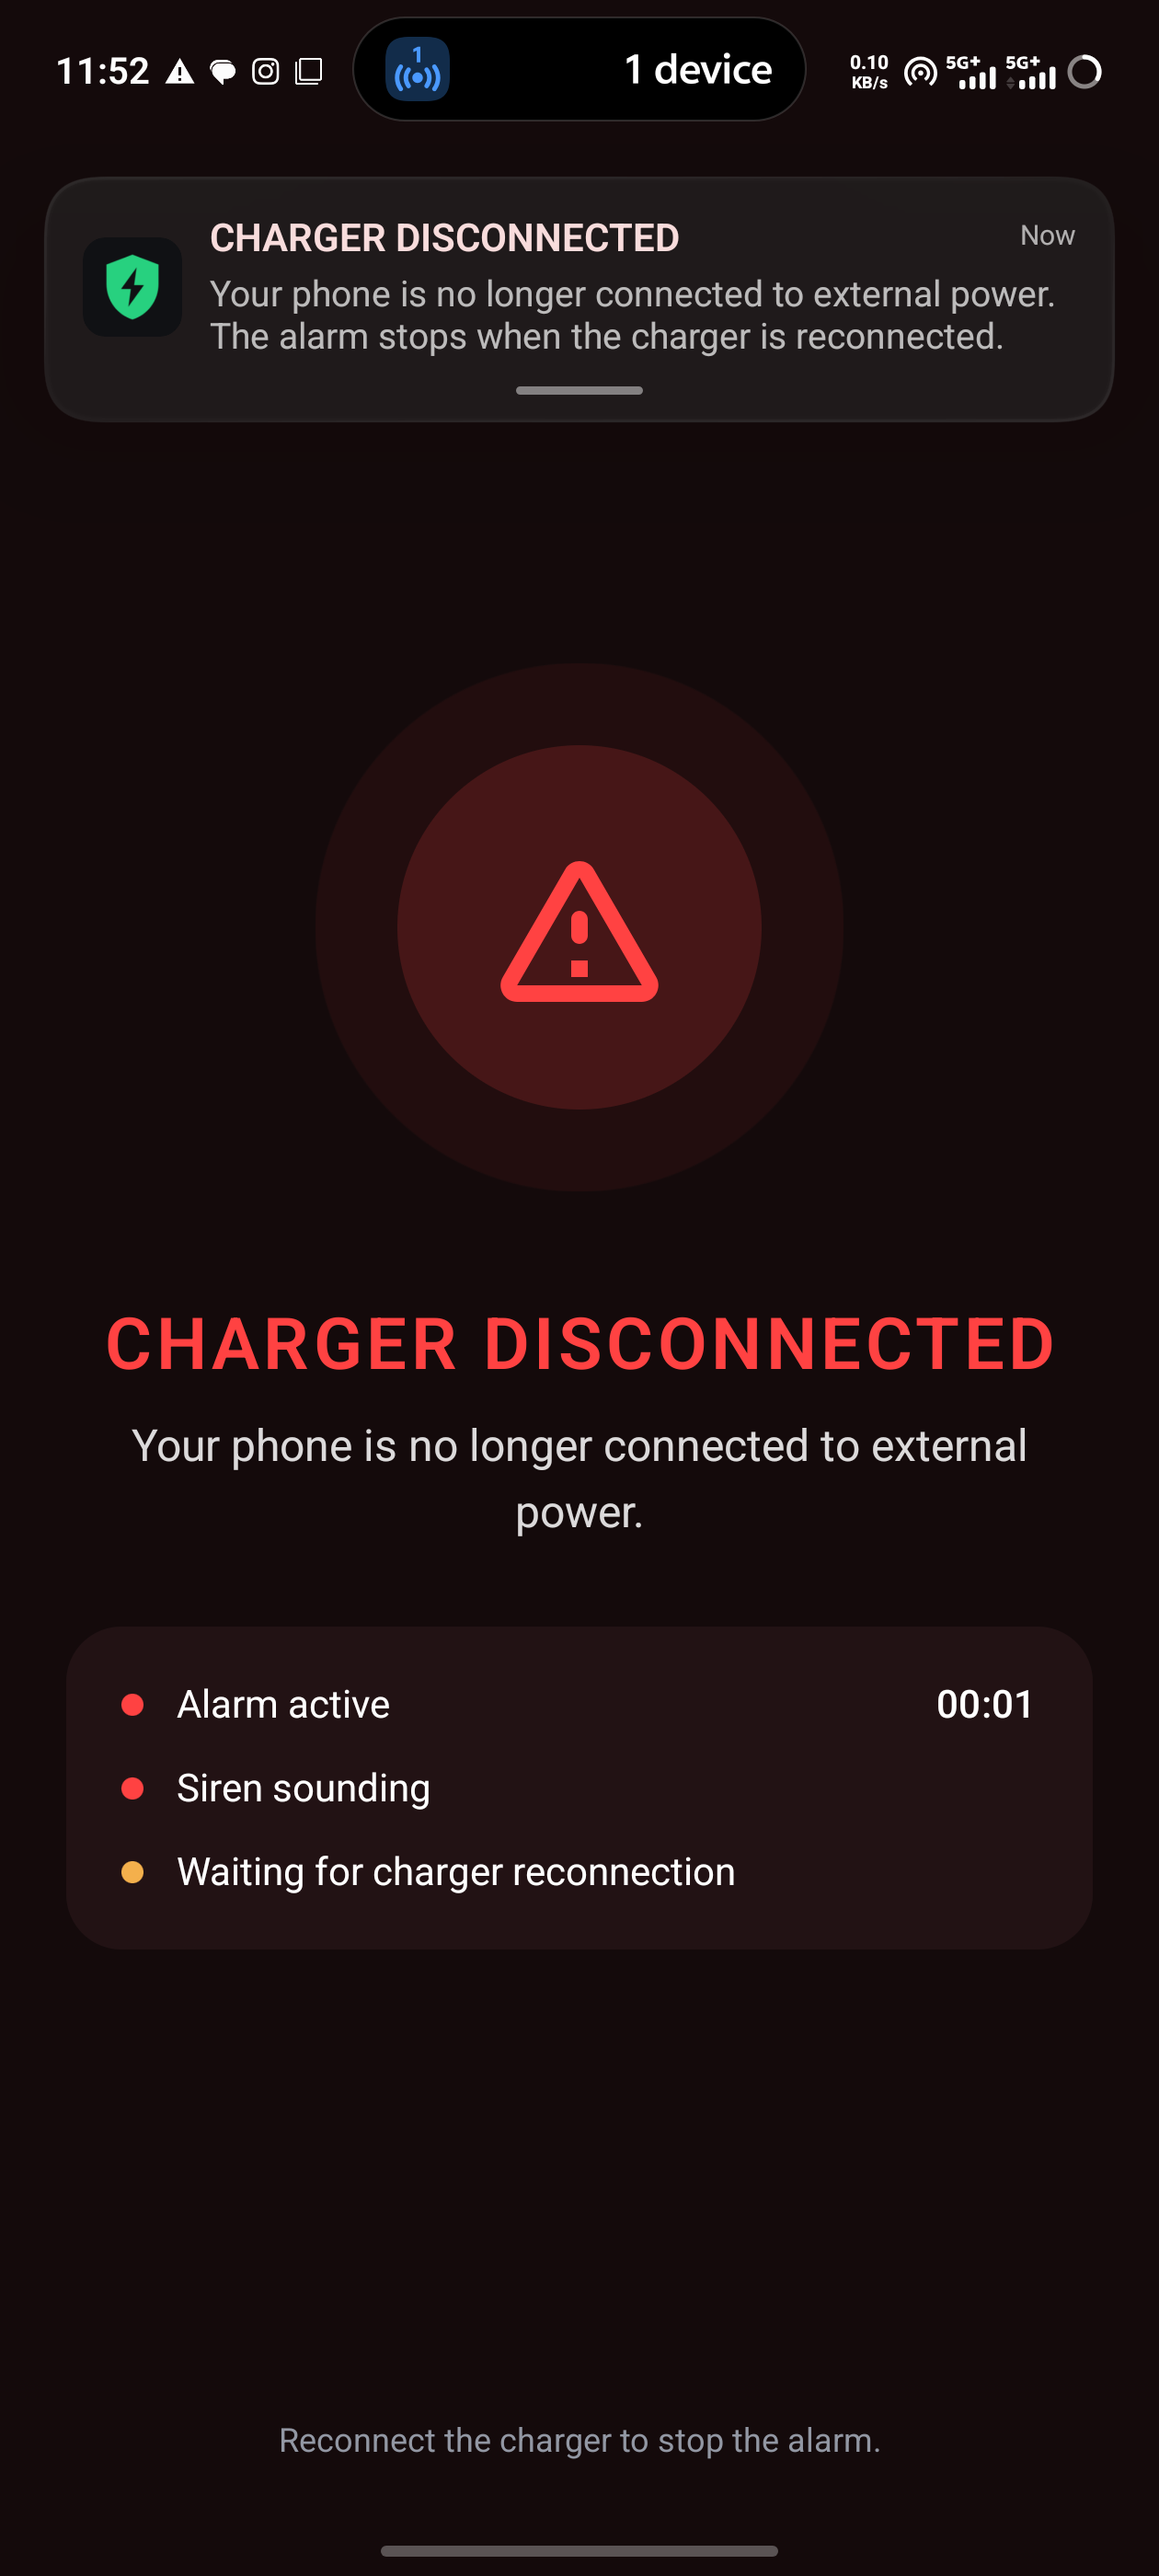 11:52
1
1 device
0.10
KB/s
5G+
5G+
CHARGER DISCONNECTED
Now
Your phone is no longer connected to external power.
The alarm stops when the charger is reconnected.
CHARGER DISCONNECTED
Your phone is no longer connected to external
power.
Alarm active
00:01
Siren sounding
Waiting for charger reconnection
Reconnect the charger to stop the alarm.